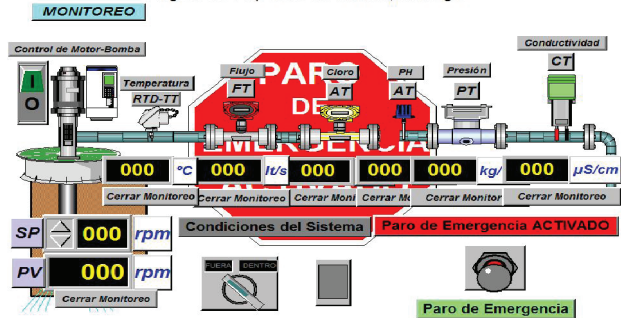 MONITOREO
Control de Motor-Bomba
Temperatura
RTD-TT
Flujo
FT
Cloro
AT
PH
AT
Presión
PT
Conductividad
CT
PARO
DE
EMERGENCIA
I
O
000 ºC
000 lt/s
000
000
000 kg/
000 µS/cm
Cerrar Monitoreo
Cerrar Monitoreo
Cerrar Moni
Cerrar Mo
Cerrar Monitor
Cerrar Monitoreo
SP 000 rpm
PV 000 rpm
Cerrar Monitoreo
Condiciones del Sistema
Paro de Emergencia ACTIVADO
FUERA DENTRO
Paro de Emergencia